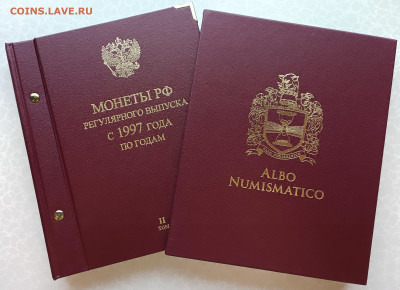 COINS.LAVE.RU
МОНЕТЫ РФ
РЕГУЛЯРНОГО ВЫПУСКА
С 1997 ГОДА
ПО ГОДАМ
II
ТОМ
ALBO
NUMISMATICO